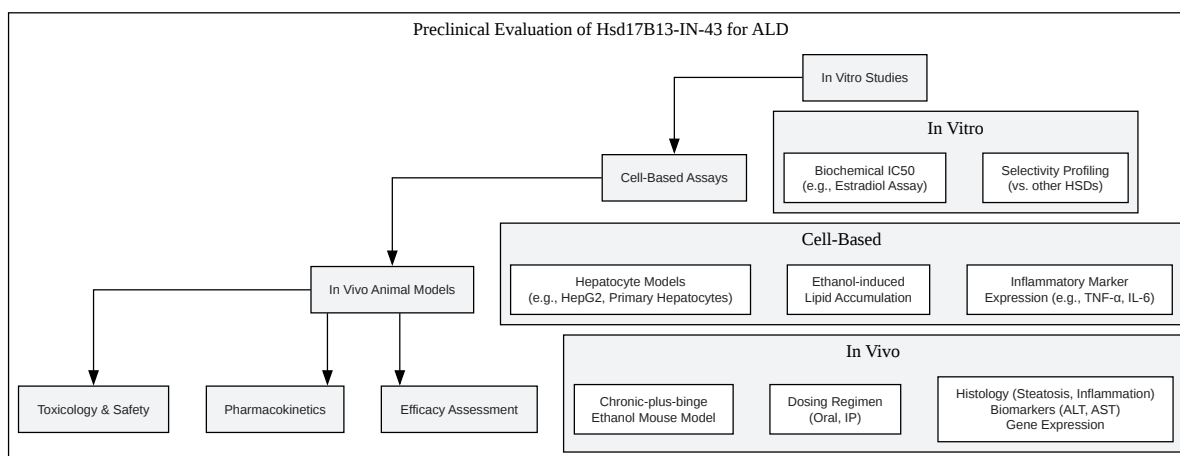 Preclinical Evaluation of Hsd17B13-IN-43 for ALD
In Vitro Studies
In Vitro
Biochemical IC50
(e.g., Estradiol Assay)
Selectivity Profiling
(vs. other HSDs)
Cell-Based Assays
Cell-Based
Hepatocyte Models
(e.g., HepG2, Primary Hepatocytes)
Ethanol-induced
Lipid Accumulation
Inflammatory Marker
Expression (e.g., TNF-α, IL-6)
In Vivo Animal Models
In Vivo
Chronic-plus-binge
Ethanol Mouse Model
Dosing Regimen
(Oral, IP)
Histology (Steatosis, Inflammation)
Biomarkers (ALT, AST)
Gene Expression
Toxicology & Safety
Pharmacokinetics
Efficacy Assessment